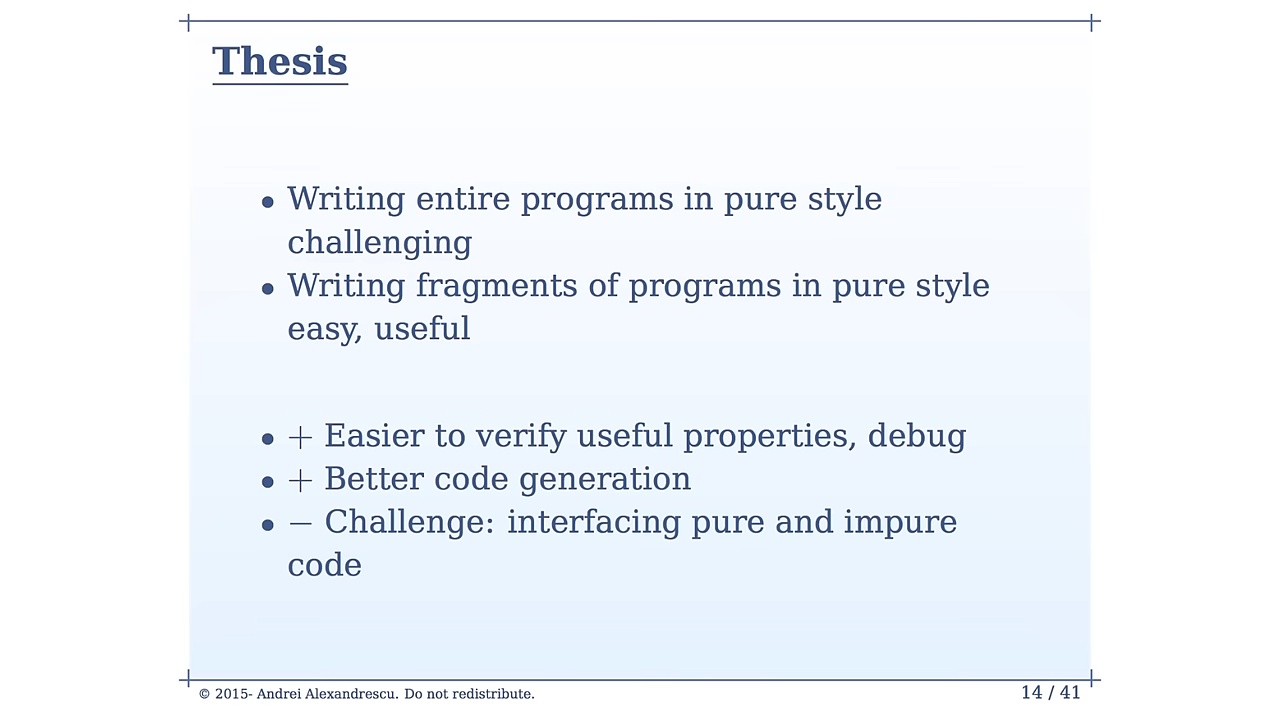 Thesis
• Writing entire programs in pure style
challenging
• Writing fragments of programs in pure style
easy, useful
• + Easier to verify useful properties, debug
• + Better code generation
• − Challenge: interfacing pure and impure
code
© 2015- Andrei Alexandrescu. Do not redistribute.
14 / 41